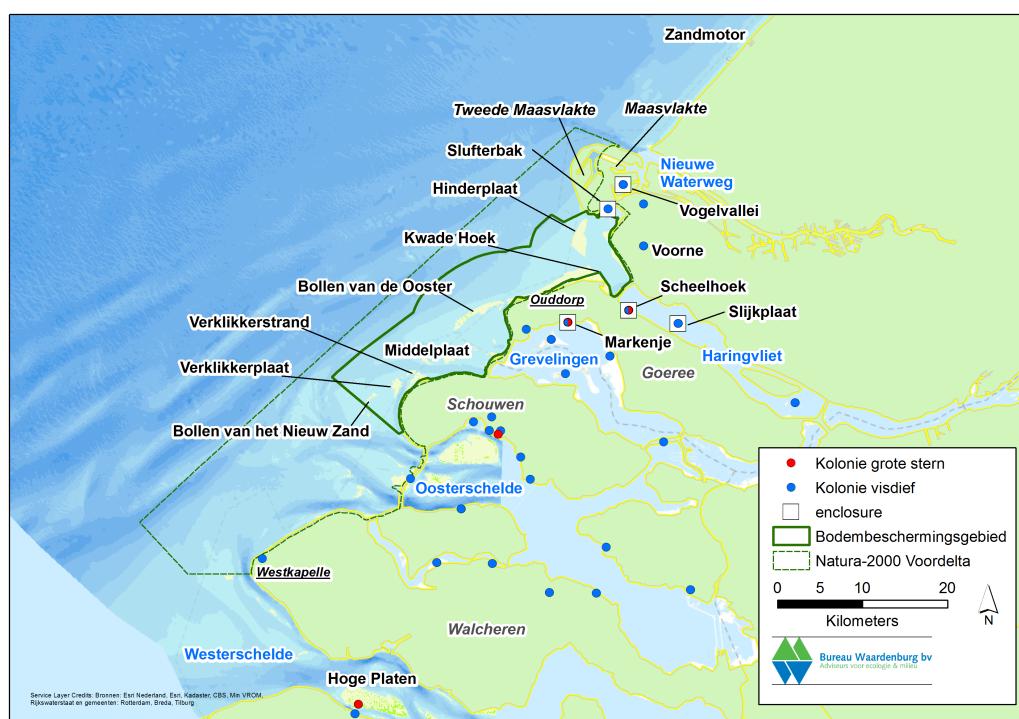 Zandmotor
Tweede Maasvlakte
Maasvlakte
Slufterbak
Nieuwe
Waterweg
Hinderplaat
Vogelvallei
Kwade Hoek
Voorne
Bollen van de Ooster
Ouddorp
Scheelhoek
Slijkplaat
Verklikkerstrand
Middelplaat
Markenje
Grevelingen
Haringvliet
Verklikkerplaat
Goeree
Schouwen
Bollen van het Nieuw Zand
Oosterschelde
Westkapelle
Walcheren
Westerschelde
Hoge Platen
Kolonie grote stern
Kolonie visdief
enclosure
Bodembeschermingsgebied
Natura-2000 Voordelta
0 5 10 20
Kilometers
N
Bureau Waardenburg bv
Adviseurs voor ecologie & milieu
Service Layer Credits: Bronnen: Esri Nederland, Esri, Kadaster, CBS, Min VROM,
Rijkswaterstaat en gemeenten: Rotterdam, Breda, Tilburg